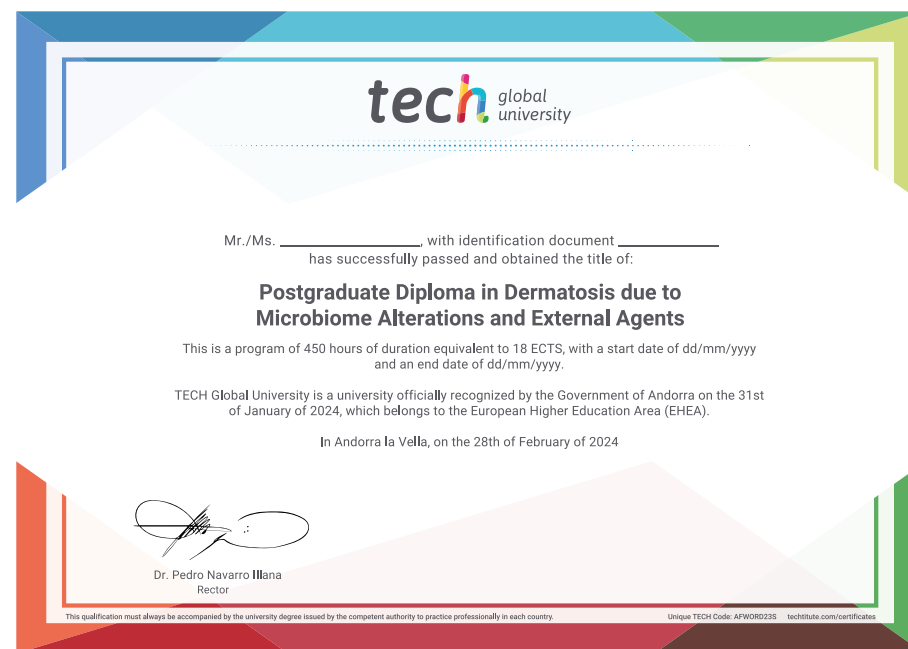 tech global university
Mr./Ms. ____________, with identification document ____________
has successfully passed and obtained the title of:
Postgraduate Diploma in Dermatosis due to
Microbiome Alterations and External Agents
This is a program of 450 hours of duration equivalent to 18 ECTS, with a start date of dd/mm/yyyy
and an end date of dd/mm/yyyy.
TECH Global University is a university officially recognized by the Government of Andorra on the 31st
of January of 2024, which belongs to the European Higher Education Area (EHEA).
In Andorra la Vella, on the 28th of February of 2024
Dr. Pedro Navarro Illana
Rector
This qualification must always be accompanied by the university degree issued by the competent authority to practice professionally in each country. Unique TECH Code: AFWORD23S techtitute.com/certificates